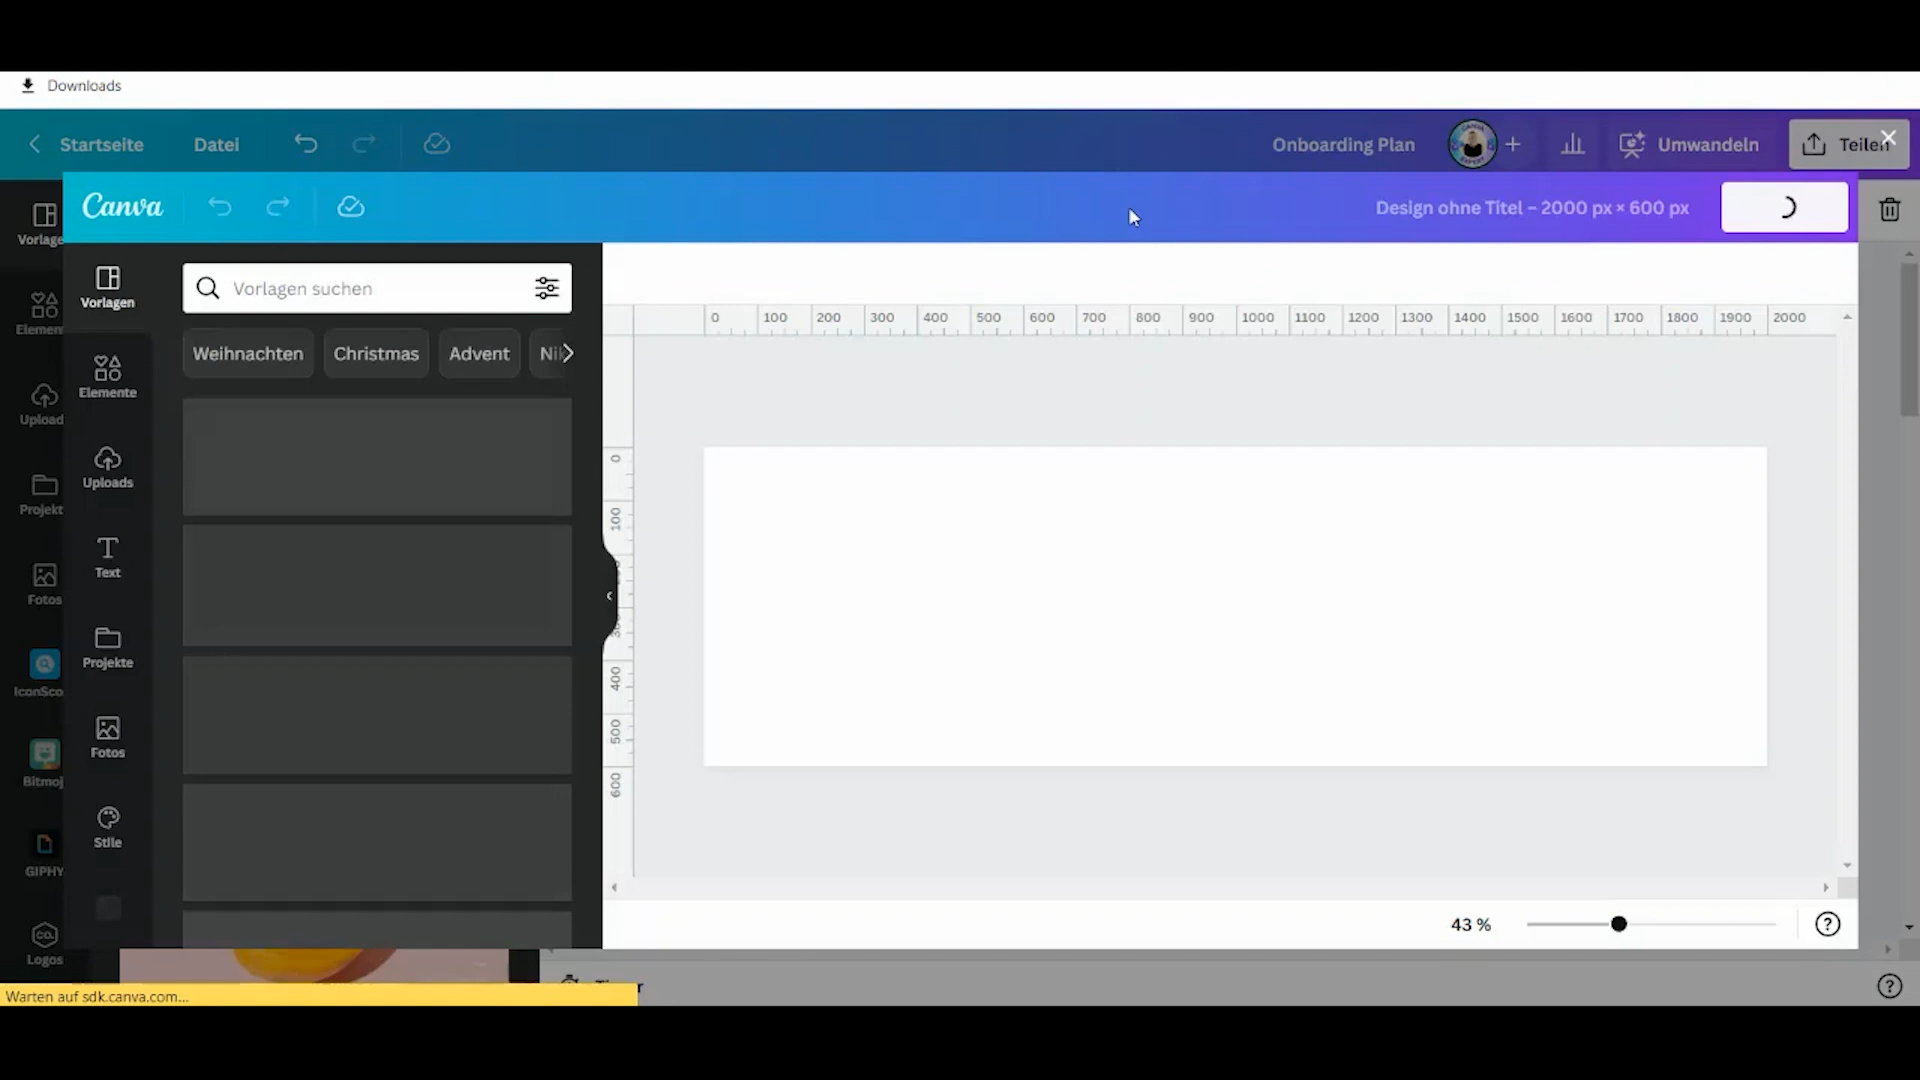 Downloads
Startseite
Datei
Onboarding Plan
Umwandeln
Teilen
Canva
Design ohne Titel – 2000 px × 600 px
Vorlage
Vorlagen
Vorlagen suchen
Weihnachten
Christmas
Advent
0 100 200 300 400 500 600 700 800 900 1000 1100 1200 1300 1400 1500 1600 1700 1800 1900 2000
Element
Elemente
Upload
Uploads
0
100
400
500
600
Text
Projekt
Projekte
Fotos
Fotos
IconSco
Bitmoj
Stile
GIPHY
CO.
Logos
43 %
?
Warten auf sdk.canva.com...
?